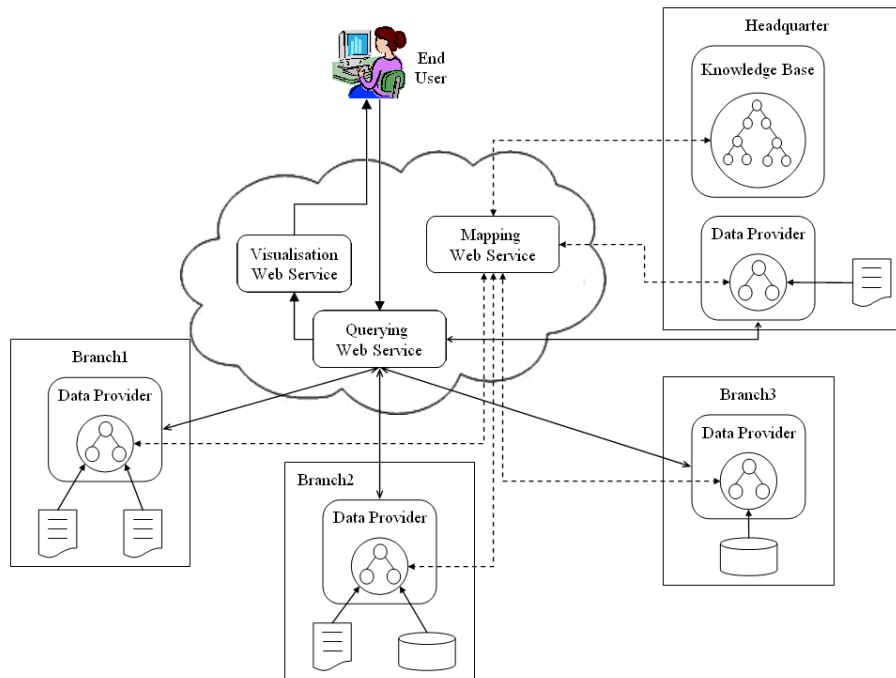 Headquarter
End
User
Knowledge Base
Mapping
Web Service
Visualisation
Web Service
Data Provider
Querying
Web Service
Branch1
Data Provider
Branch3
Data Provider
Branch2
Data Provider